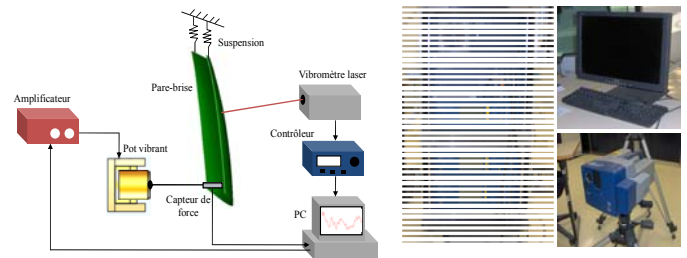 Suspension
Pare-brise
Vibromètre laser
Amplificateur
Contrôleur
Pot vibrant
Capteur de
force
PC